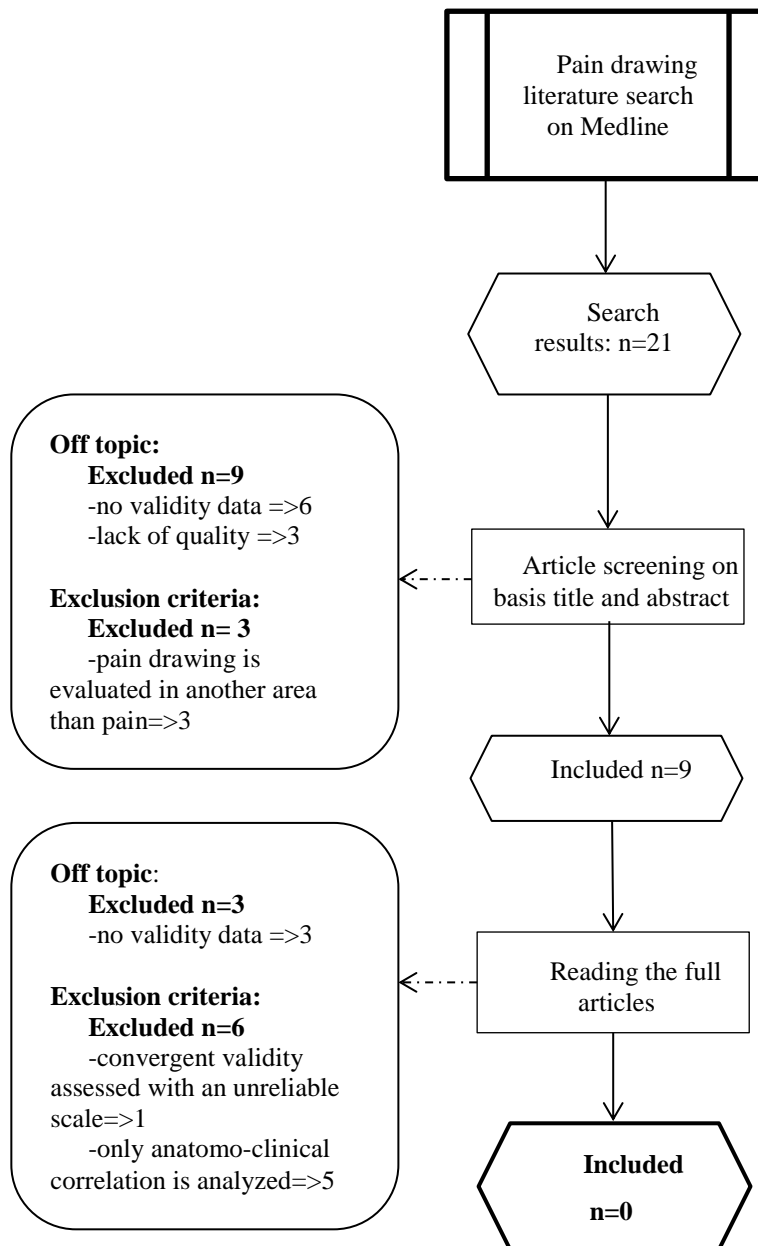 Pain drawing
literature search
on Medline
Search
results: n=21
Off topic:
Excluded n=9
-no validity data =>6
-lack of quality =>3
Exclusion criteria:
Excluded n= 3
-pain drawing is
evaluated in another area
than pain=>3
Article screening on
basis title and abstract
Included n=9
Off topic:
Excluded n=3
-no validity data =>3
Exclusion criteria:
Excluded n=6
-convergent validity
assessed with an unreliable
scale=>1
-only anatomo-clinical
correlation is analyzed=>5
Reading the full
articles
Included
n=0